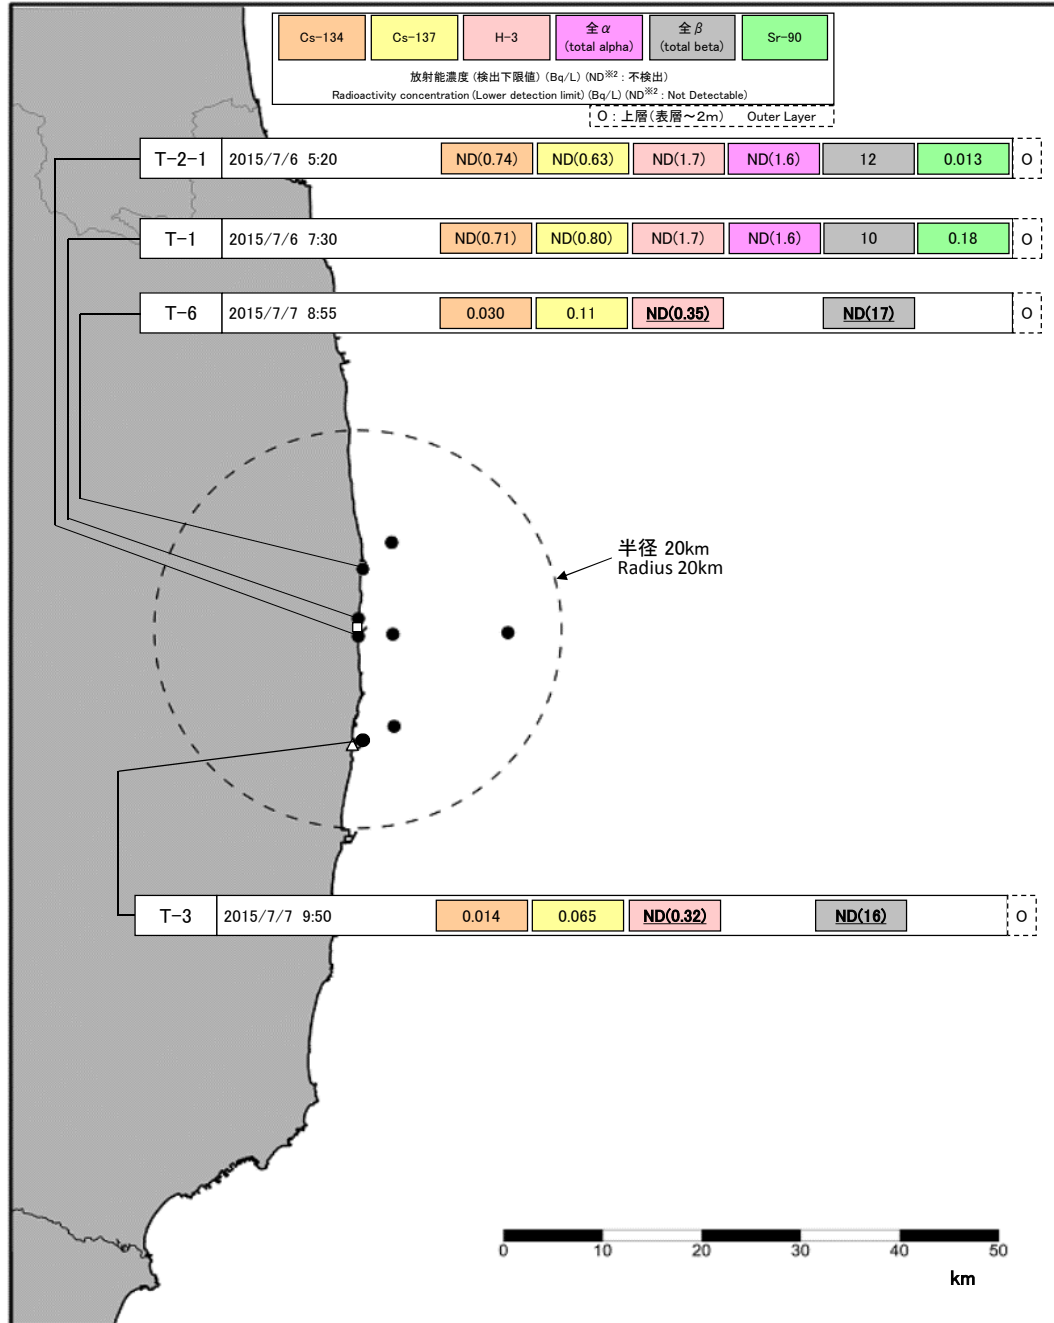 Cs-134 Cs-137 H-3 全α 全β Sr-90
(total alpha) (total beta)
放射能濃度 (検出下限値) (Bq/L) (ND※2 : 不検出)
Radioactivity concentration (Lower detection limit) (Bq/L) (ND※2 : Not Detectable)
O : 上層(表層～2m) Outer Layer
T-2-1 2015/7/6 5:20 ND(0.74) ND(0.63) ND(1.7) ND(1.6) 12 0.013 O
T-1 2015/7/6 7:30 ND(0.71) ND(0.80) ND(1.7) ND(1.6) 10 0.18 O
T-6 2015/7/7 8:55 0.030 0.11 ND(0.35) ND(17) O
半径 20km
Radius 20km
T-3 2015/7/7 9:50 0.014 0.065 ND(0.32) ND(16) O
0 10 20 30 40 50
km